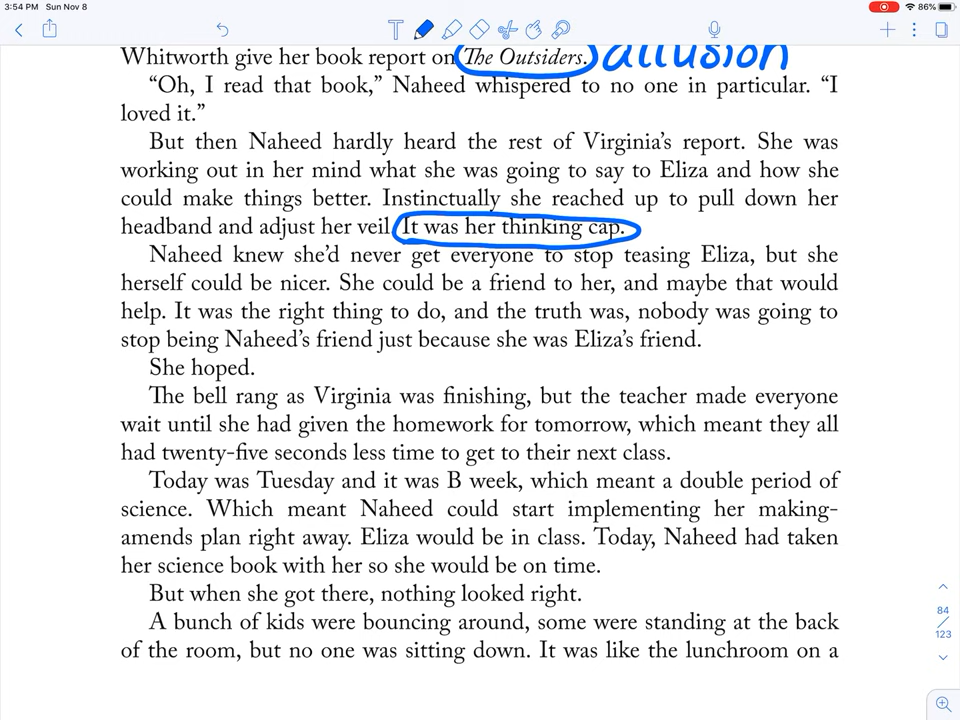 3:54 PM Sun Nov 8
86%
T
Whitworth give her book report on The Outsiders. allusion
“Oh, I read that book,” Naheed whispered to no one in particular. “I
loved it.”
But then Naheed hardly heard the rest of Virginia’s report. She was
working out in her mind what she was going to say to Eliza and how she
could make things better. Instinctually she reached up to pull down her
headband and adjust her veil. It was her thinking cap.
Naheed knew she’d never get everyone to stop teasing Eliza, but she
herself could be nicer. She could be a friend to her, and maybe that would
help. It was the right thing to do, and the truth was, nobody was going to
stop being Naheed’s friend just because she was Eliza’s friend.
She hoped.
The bell rang as Virginia was finishing, but the teacher made everyone
wait until she had given the homework for tomorrow, which meant they all
had twenty-five seconds less time to get to their next class.
Today was Tuesday and it was B week, which meant a double period of
science. Which meant Naheed could start implementing her making-
amends plan right away. Eliza would be in class. Today, Naheed had taken
her science book with her so she would be on time.
But when she got there, nothing looked right.
A bunch of kids were bouncing around, some were standing at the back
of the room, but no one was sitting down. It was like the lunchroom on a
84
/
123